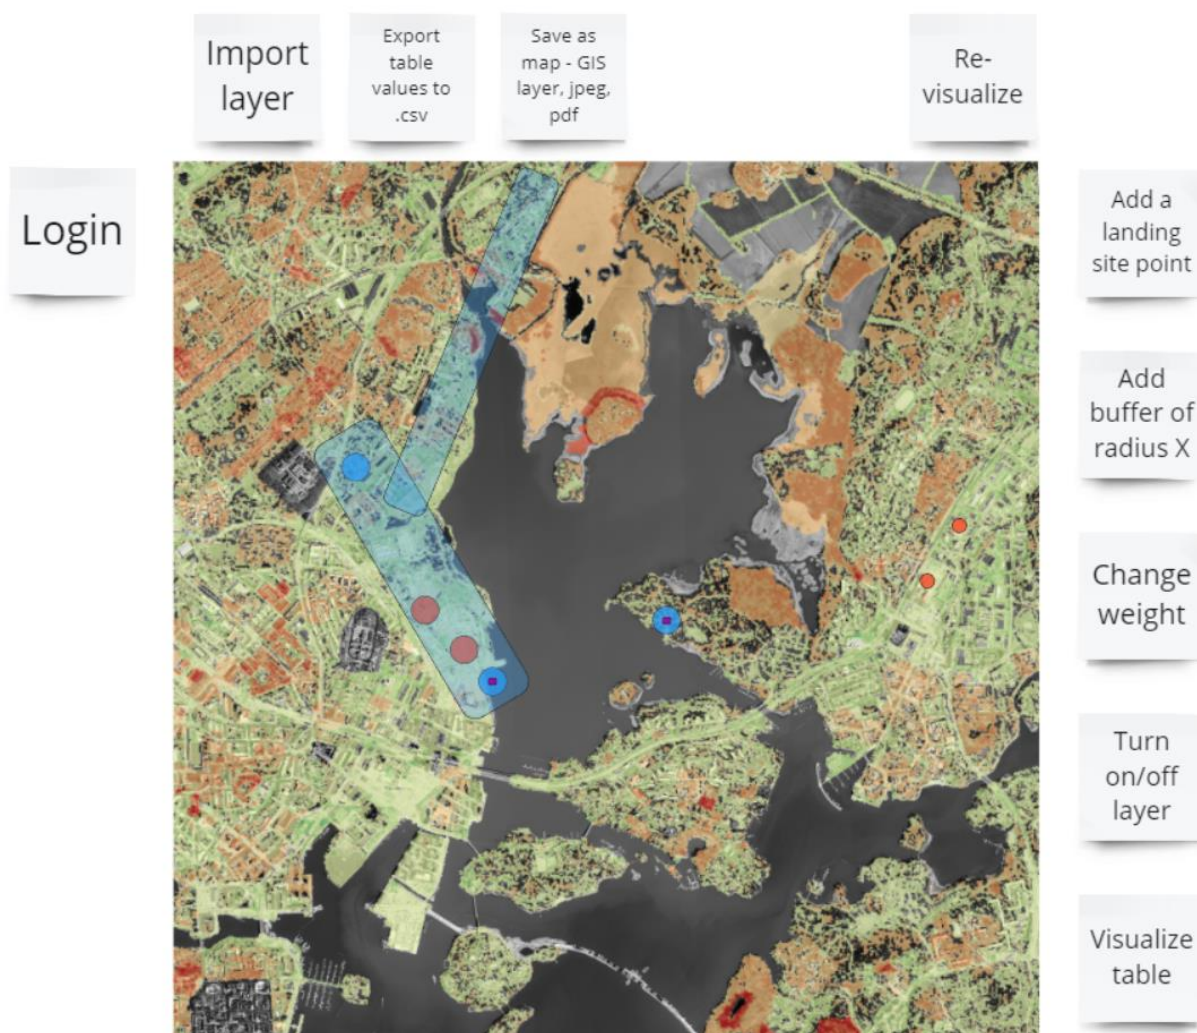 Import
layer
Export
table
values to
.csv
Save as
map - GIS
layer, jpeg,
pdf
Re-
visualize
Login
Add a
landing
site point
Add
buffer of
radius X
Change
weight
Turn
on/off
layer
Visualize
table